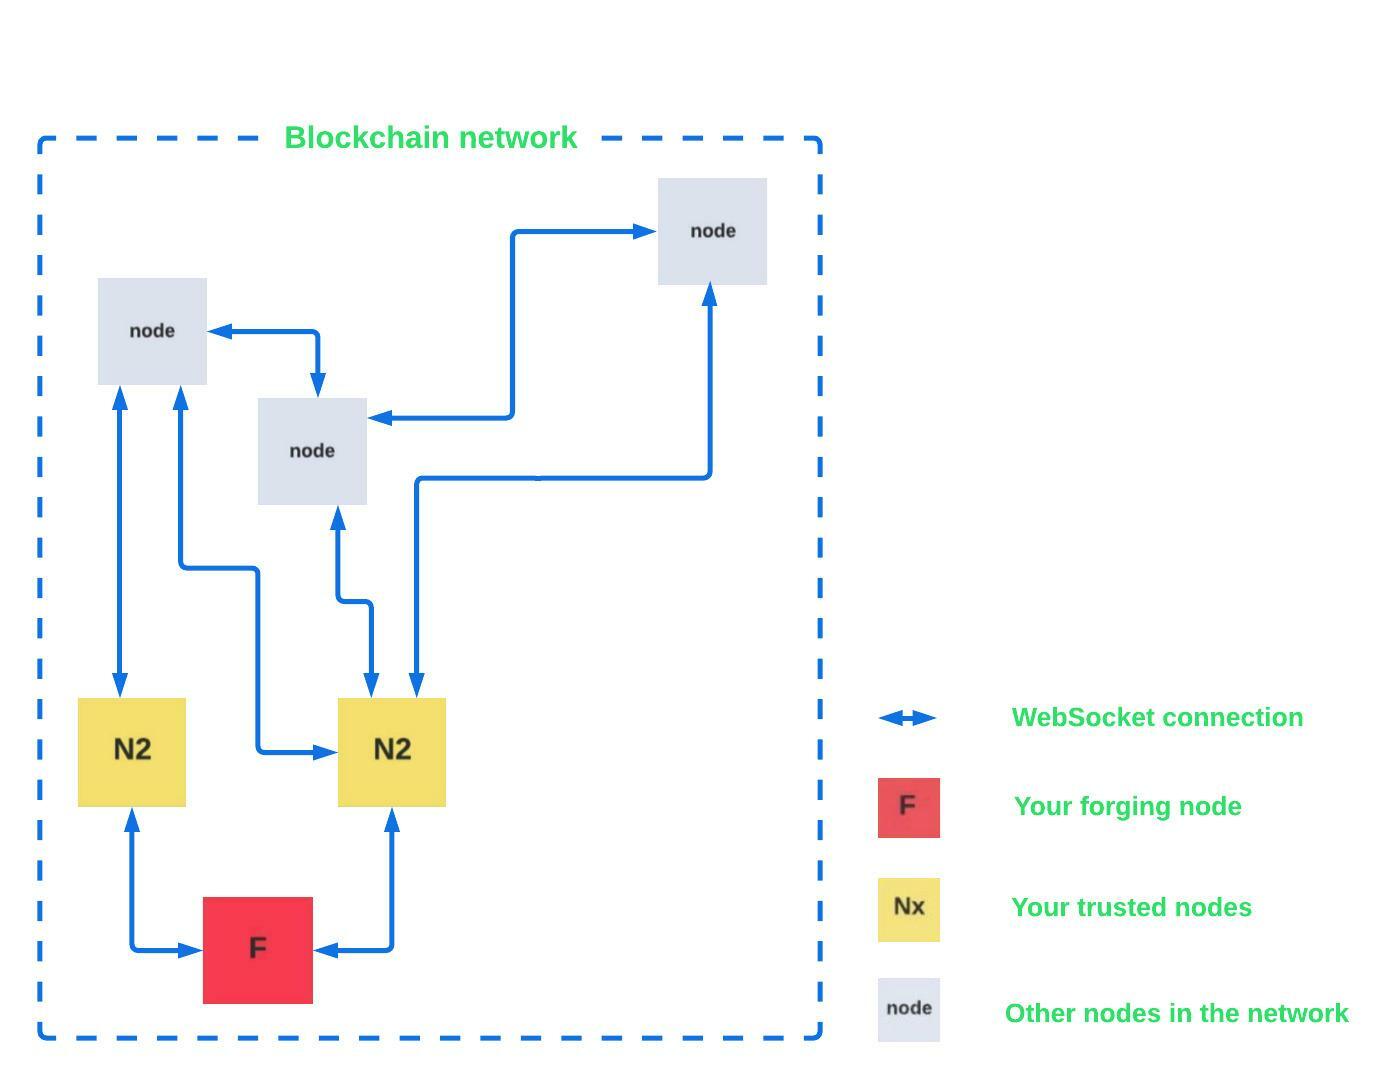 Blockchain network
node
node
node
N2
N2
F
WebSocket connection
F
Your forging node
Nx
Your trusted nodes
node
Other nodes in the network